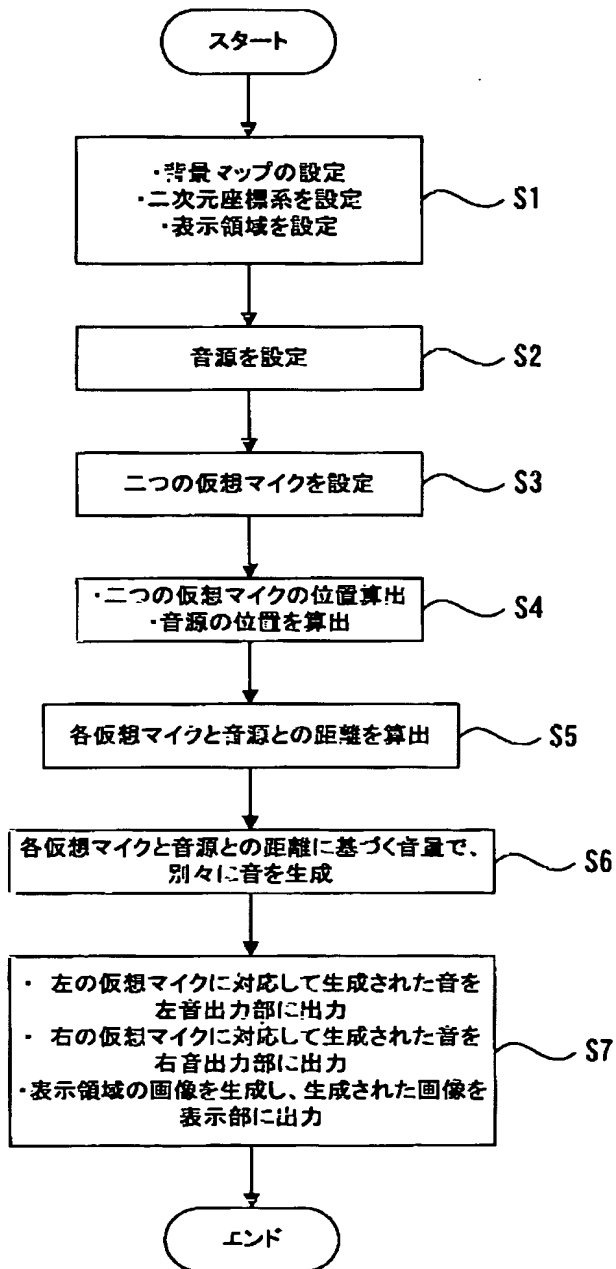 スタート
・背景マップの設定
・二次元座標系を設定
・表示領域を設定
S1
音源を設定
S2
二つの仮想マイクを設定
S3
・二つの仮想マイクの位置算出
・音源の位置を算出
S4
各仮想マイクと音源との距離を算出
S5
各仮想マイクと音源との距離に基づく音量で、
別々に音を生成
S6
・ 左の仮想マイクに対応して生成された音を
左音出力部に出力
・ 右の仮想マイクに対応して生成された音を
右音出力部に出力
・表示領域の画像を生成し、生成された画像を
表示部に出力
S7
エンド